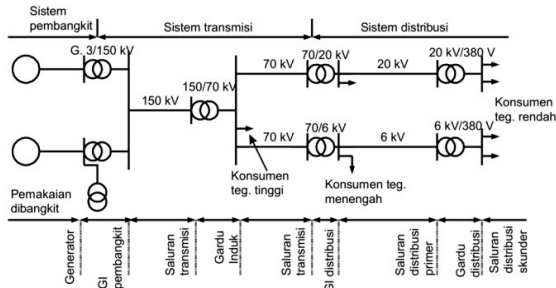 Sistem
pembangkit
Sistem transmisi
Sistem distribusi
G. 3/150 kV
150 kV
150/70 kV
70 kV
70/20 kV
20 kV
20 kV/380 V
Konsumen
teg. rendah
70 kV
70/6 kV
6 kV
6 kV/380 V
Konsumen
teg. tinggi
Konsumen teg.
menengah
Pemakaian
dibangkit
Generator
GI
pembangkit
Saluran
transmisi
Gardu
Induk
Saluran
transmisi
GI distribusi
Saluran
distribusi
primer
Gardu
distribusi
Saluran
distribusi
skunder